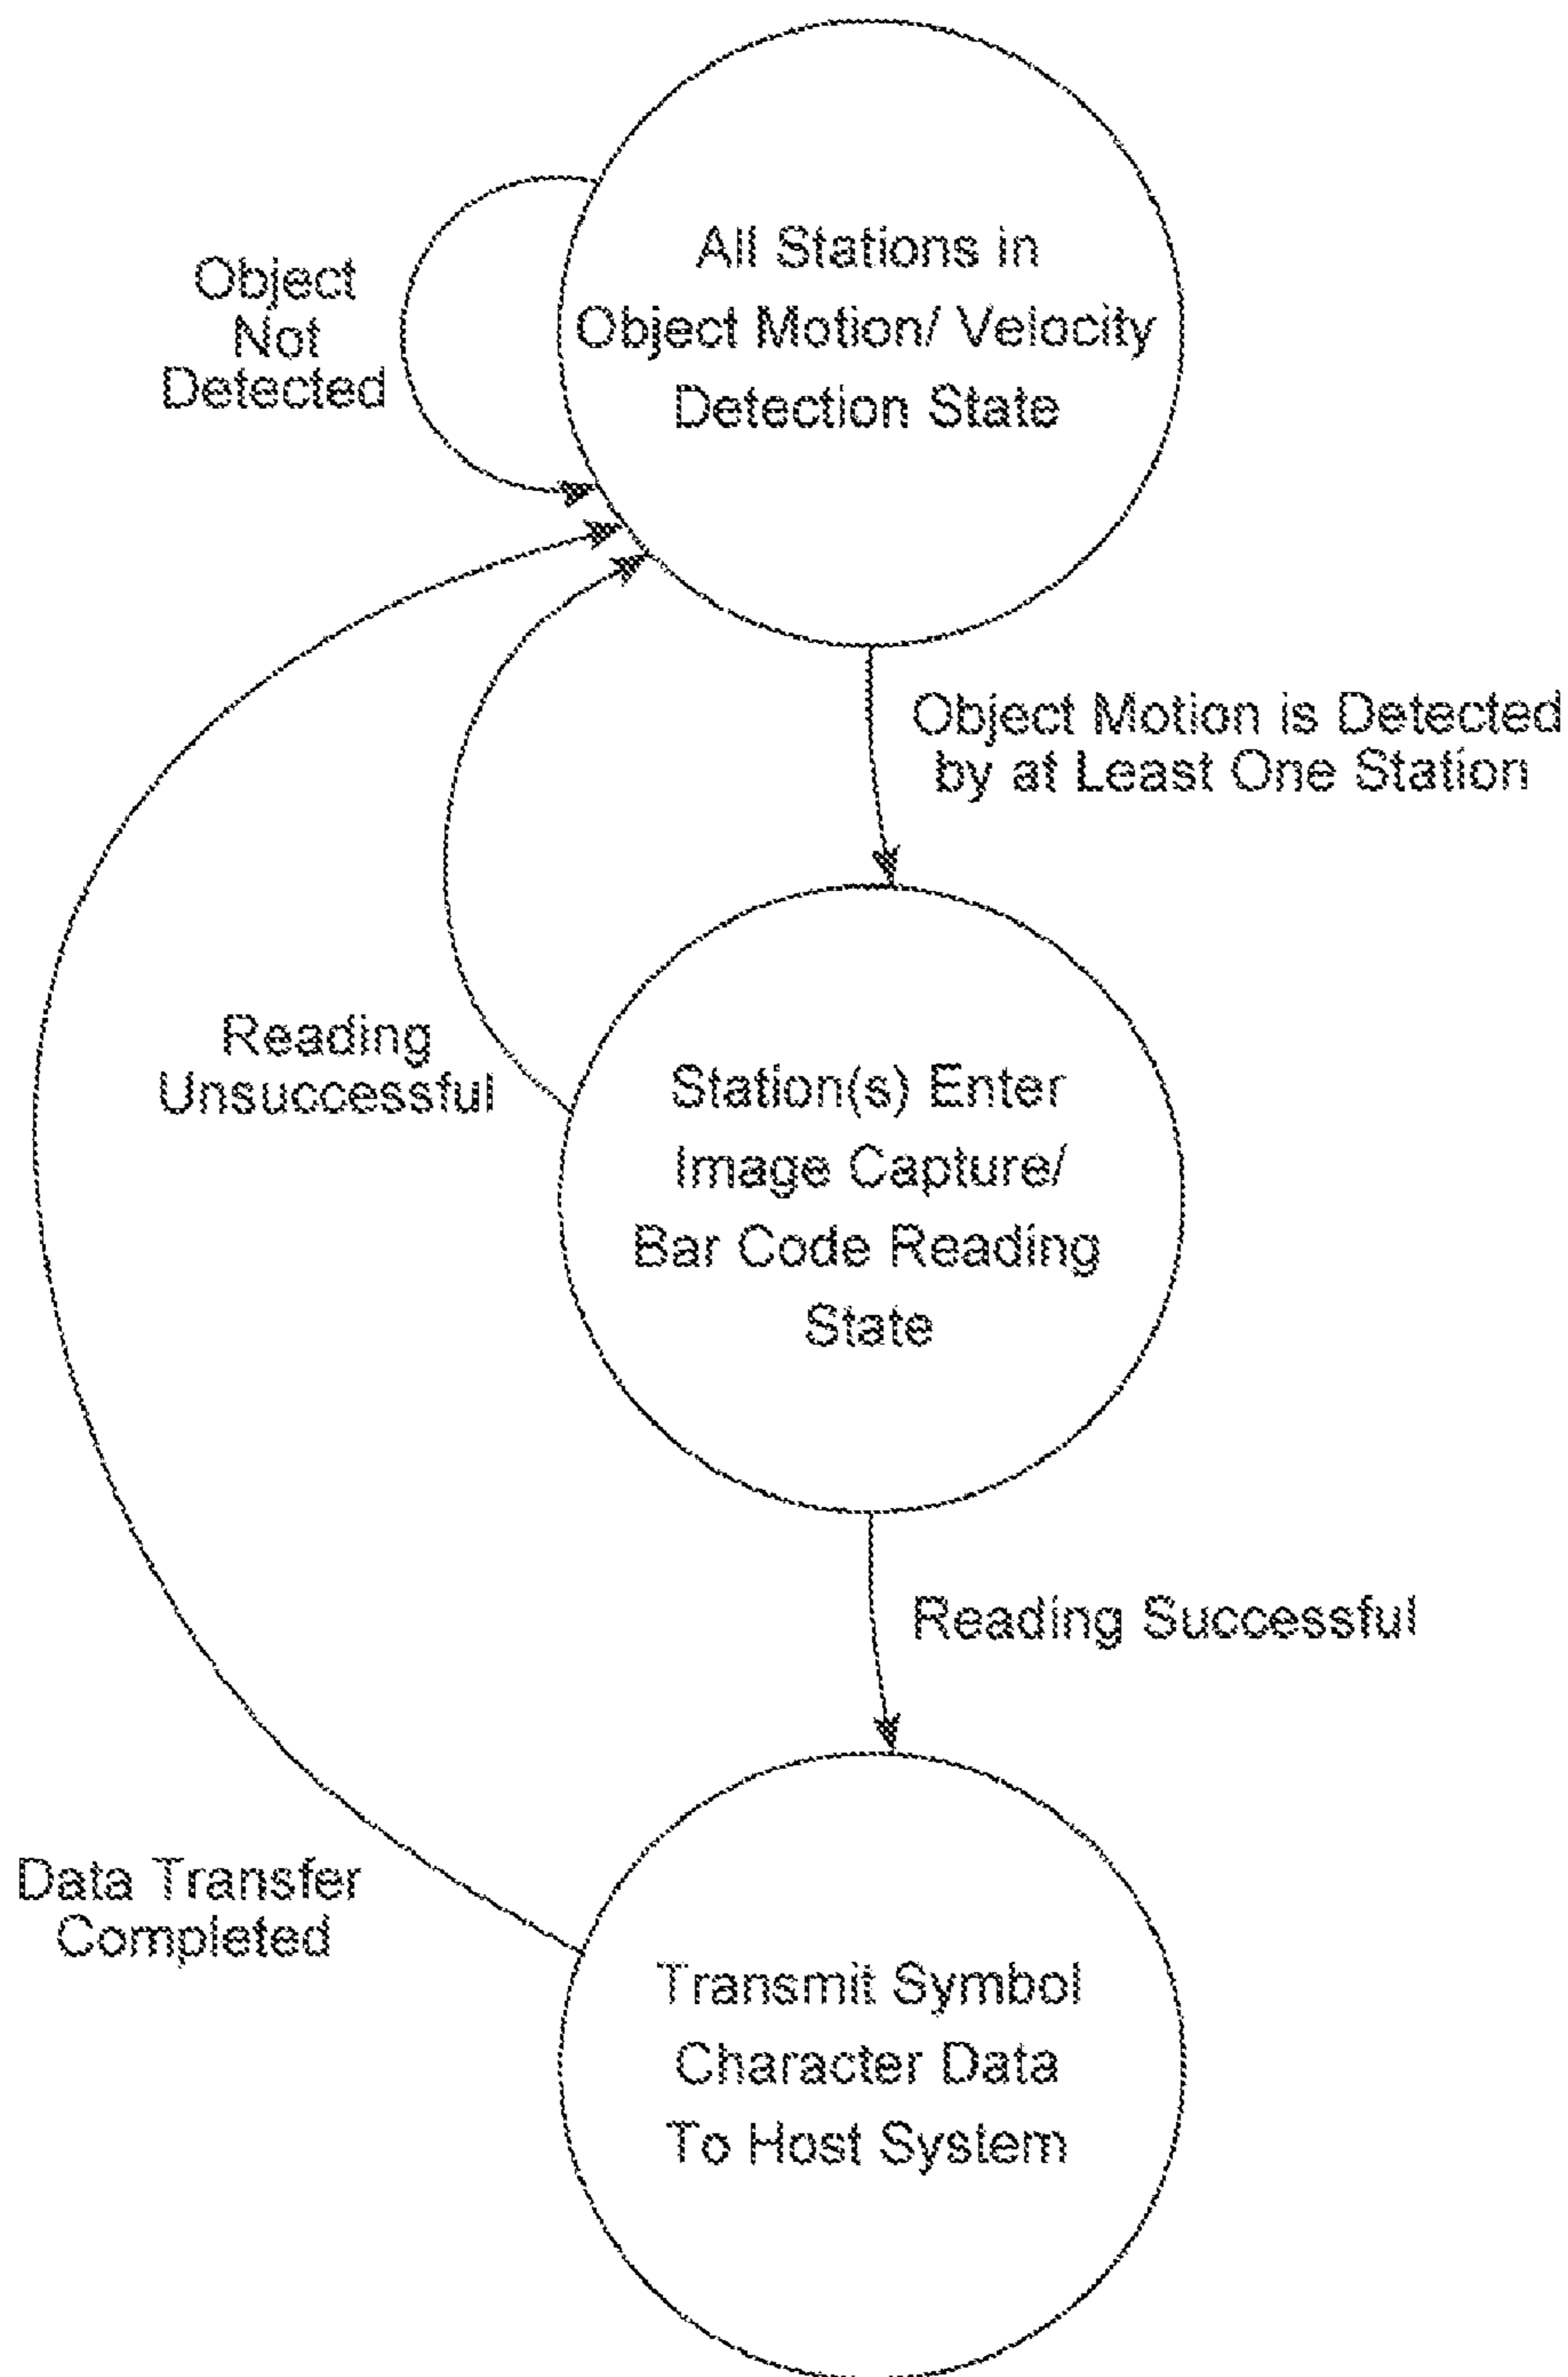 All Stations in
Object Motion/ Velocity
Detection State
Object
Not
Detected
Object Motion is Detected
by at Least One Station
Reading
Unsuccessful
Station(s) Enter
Image Capture/
Bar Code Reading
State
Reading Successful
Data Transfer
Completed
Transmit Symbol
Character Data
To Host System